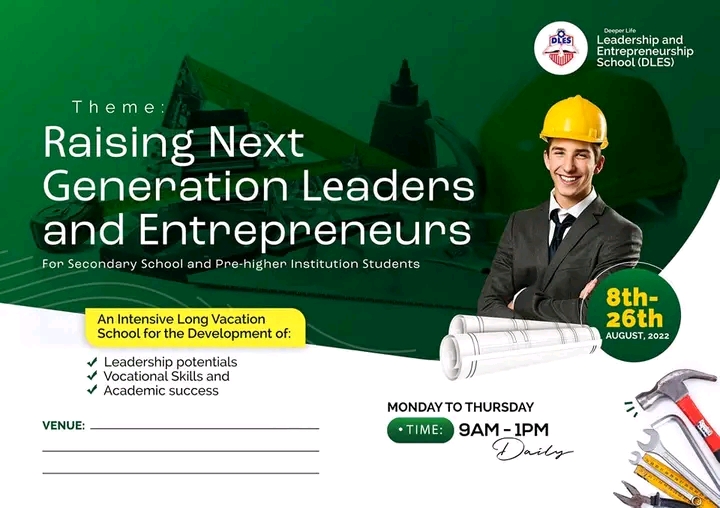 DLES
Deeper Life
Leadership and
Entrepreneurship
School (DLES)
Theme:
Raising Next
Generation Leaders
and Entrepreneurs
For Secondary School and Pre-higher Institution Students
8th-
26th
AUGUST, 2022
An Intensive Long Vacation
School for the Development of:
Leadership potentials
Vocational Skills and
Academic success
VENUE:
MONDAY TO THURSDAY
• TIME: 9AM - 1PM
Daily